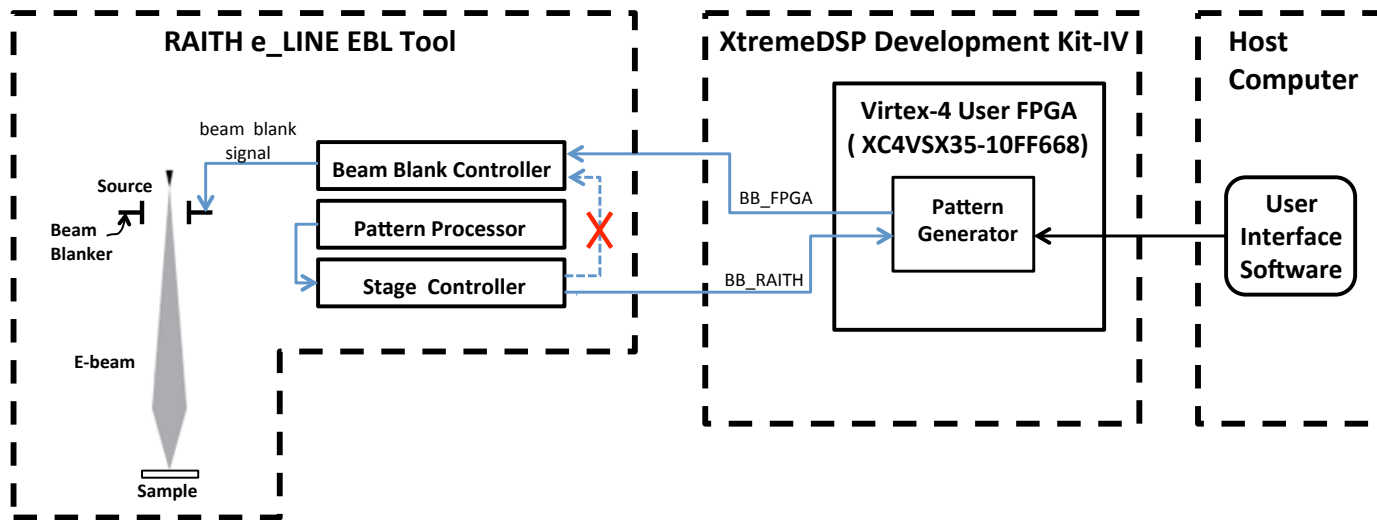 RAITH e_LINE EBL Tool
beam blank
signal
Source
Beam
Blanker
E-beam
Sample
Beam Blank Controller
Pattern Processor
Stage Controller
BB_FPGA
BB_RAITH
XtremeDSP Development Kit-IV
Virtex-4 User FPGA
( XC4VSX35-10FF668)
Pattern
Generator
Host
Computer
User
Interface
Software